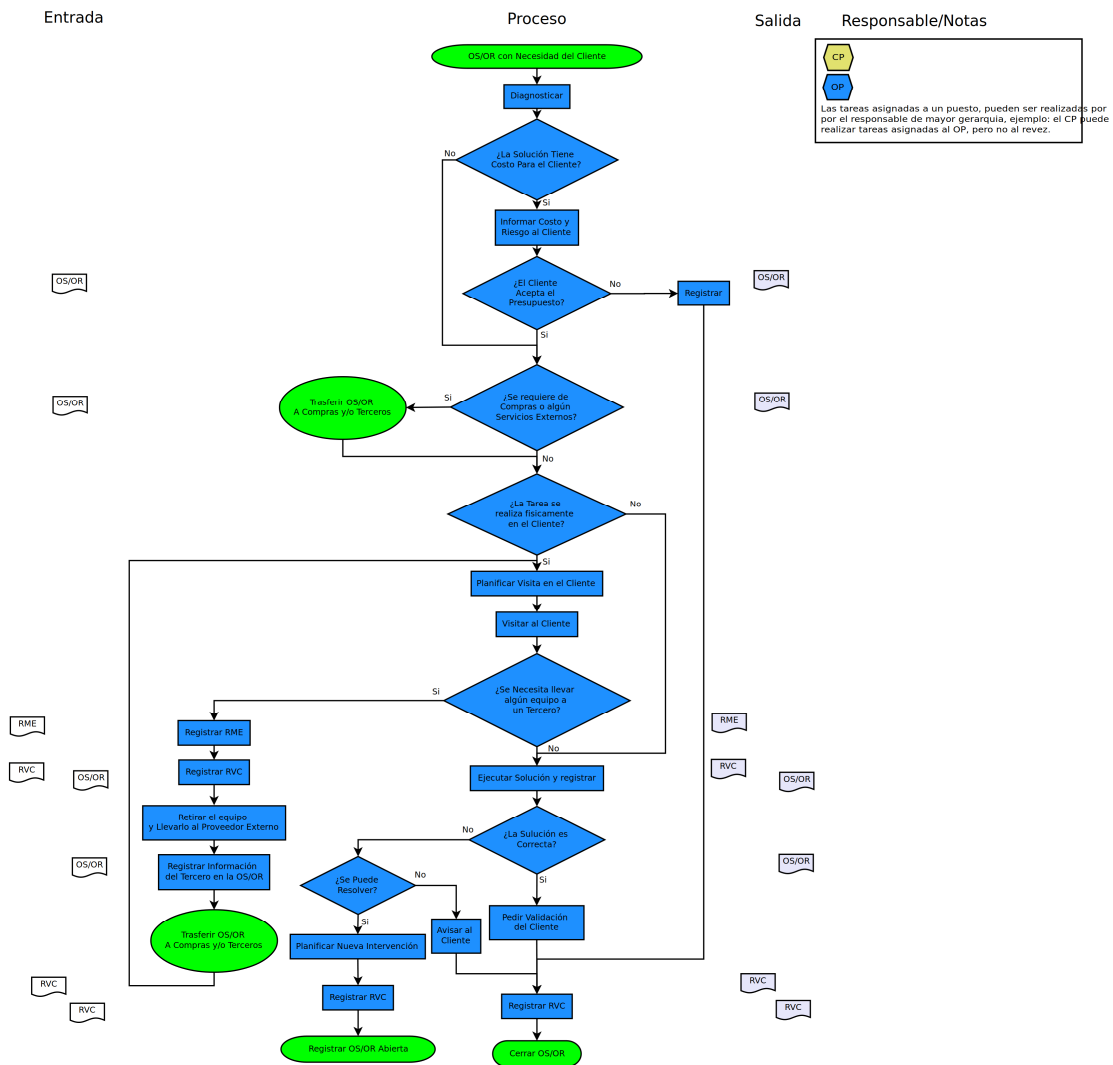 Entrada
Proceso
Salida
Responsable/Notas
CP
OP
Las tareas asignadas a un puesto, pueden ser realizadas por
por el responsable de mayor gerarquia, ejemplo: el CP puede
realizar tareas asignadas al OP, pero no al revez.
OS/OR con Necesidad del Cliente
Diagnosticar
¿La Solución Tiene
Costo Para el Cliente?
No
Si
Informar Costo y
Riesgo al Cliente
OS/OR
¿El Cliente
Acepta el
Presupuesto?
No
Registrar
OS/OR
Si
OS/OR
Trasferir OS/OR
A Compras y/o Terceros
Si
¿Se requiere de
Compras o algún
Servicios Externos?
OS/OR
No
¿La Tarea se
realiza fisicamente
en el Cliente?
No
Si
Planificar Visita en el Cliente
Visitar al Cliente
¿Se Necesita llevar
algún equipo a
un Tercero?
Si
RME
Registrar RME
RME
No
RVC
OS/OR
Registrar RVC
Ejecutar Solución y registrar
RVC
OS/OR
Retirar el equipo
y Llevarlo al Proveedor Externo
No
¿La Sulución es
Correcta?
OS/OR
Registrar Información
del Tercero en la OS/OR
¿Se Puede
Resolver?
No
Si
OS/OR
Trasferir OS/OR
A Compras y/o Terceros
Si
Planificar Nueva Intervención
Avisar al
Cliente
Pedir Validación
del Cliente
RVC
RVC
Registrar RVC
Registrar RVC
RVC
RVC
Registrar OS/OR Abierta
Cerrar OS/OR